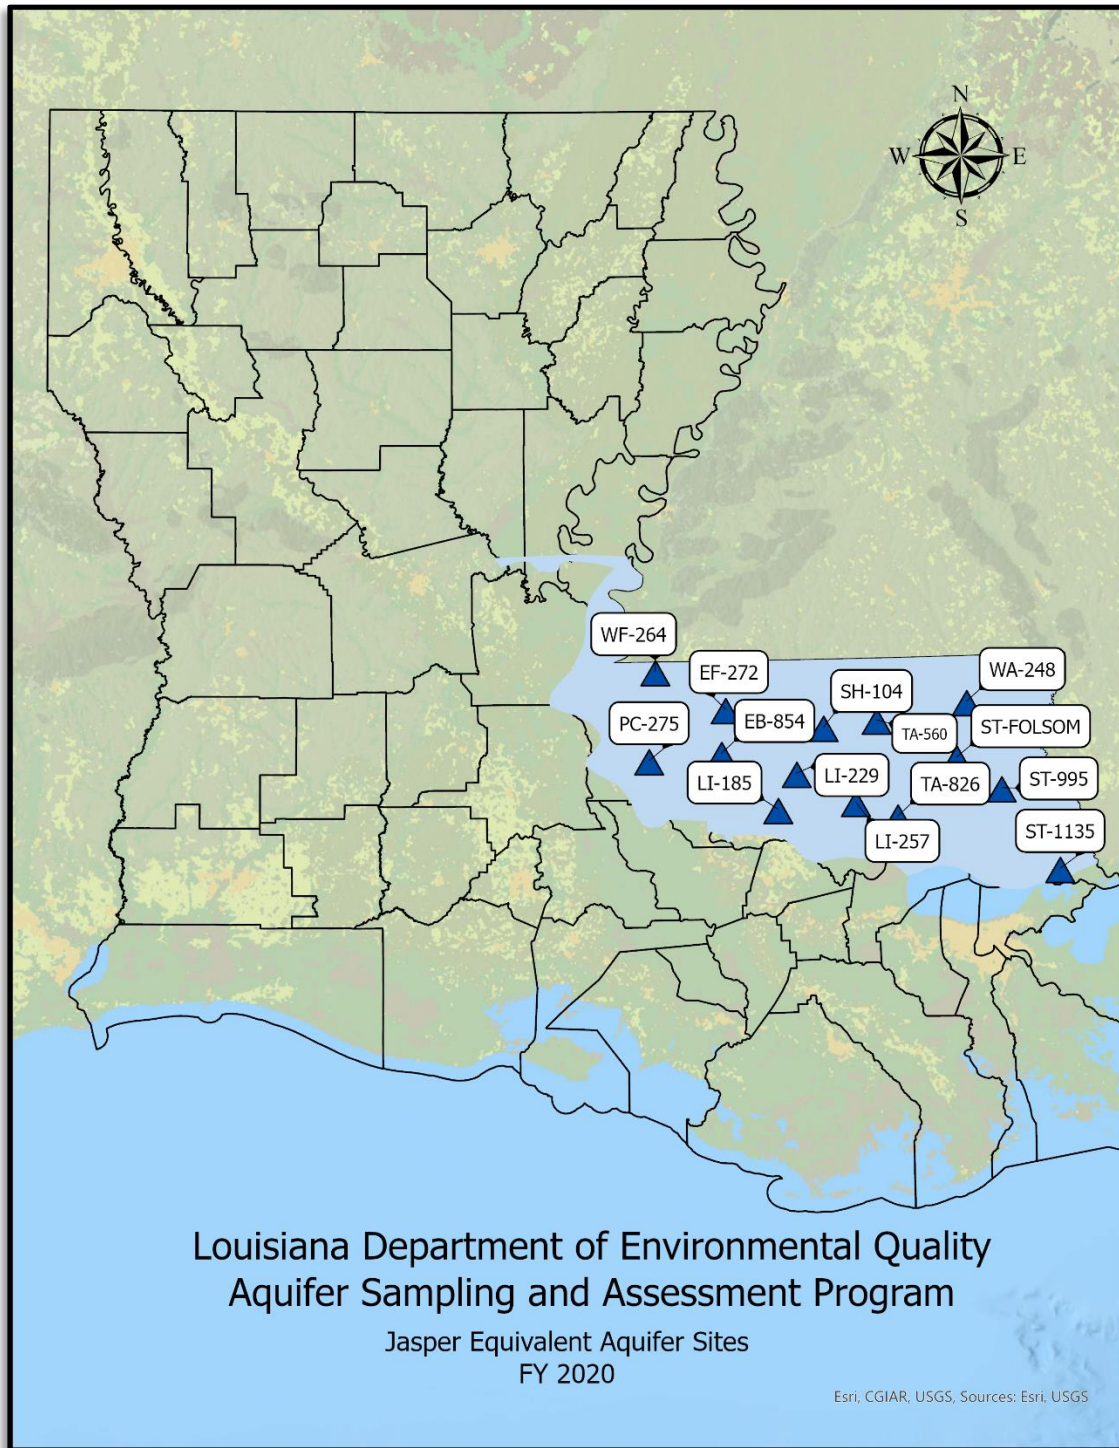 N
W
E
S
WF-264
EF-272
WA-248
SH-104
PC-275
EB-854
TA-560
ST-FOLSOM
LI-185
LI-229
TA-826
ST-995
LI-257
ST-1135
Louisiana Department of Environmental Quality
Aquifer Sampling and Assessment Program
Jasper Equivalent Aquifer Sites
FY 2020
Esri, CGIAR, USGS, Sources: Esri, USGS